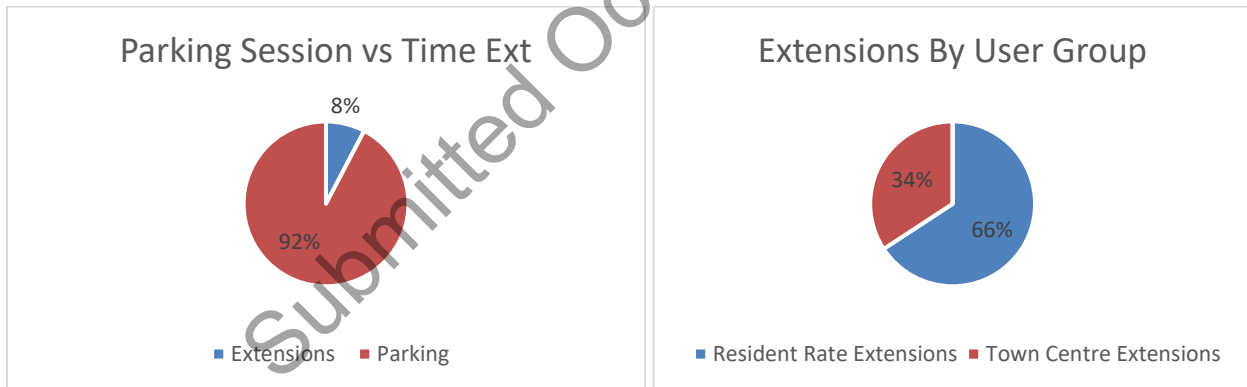 Parking Session vs Time Ext
8%
92%
Extensions
Parking
Extensions By User Group
34%
66%
Resident Rate Extensions
Town Centre Extensions
Submitted